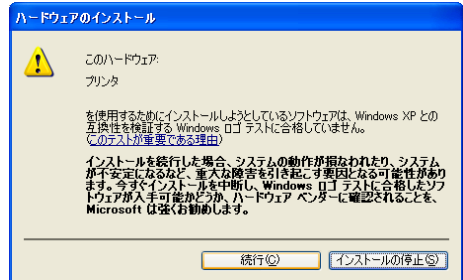 ハードウェアのインストール
このハードウェア:
プリンタ
を使用するためにインストールしようとしているソフトウェアは、Windows XP との
互換性を検証する Windows ロゴ テストに合格していません。
(このテストが重要である理由)
インストールを続行した場合、システムの動作が損なわれたり、システム
が不安定になるなど、重大な障害を引き起こす要因となる可能性があり
ます。今すぐインストールを中断し、Windows ロゴ テストに合格したソフ
トウェアが入手可能かどうか、ハードウェア ベンダーに確認されることを、
Microsoft は強くお勧めします。
続行(C)
インストールの停止(S)